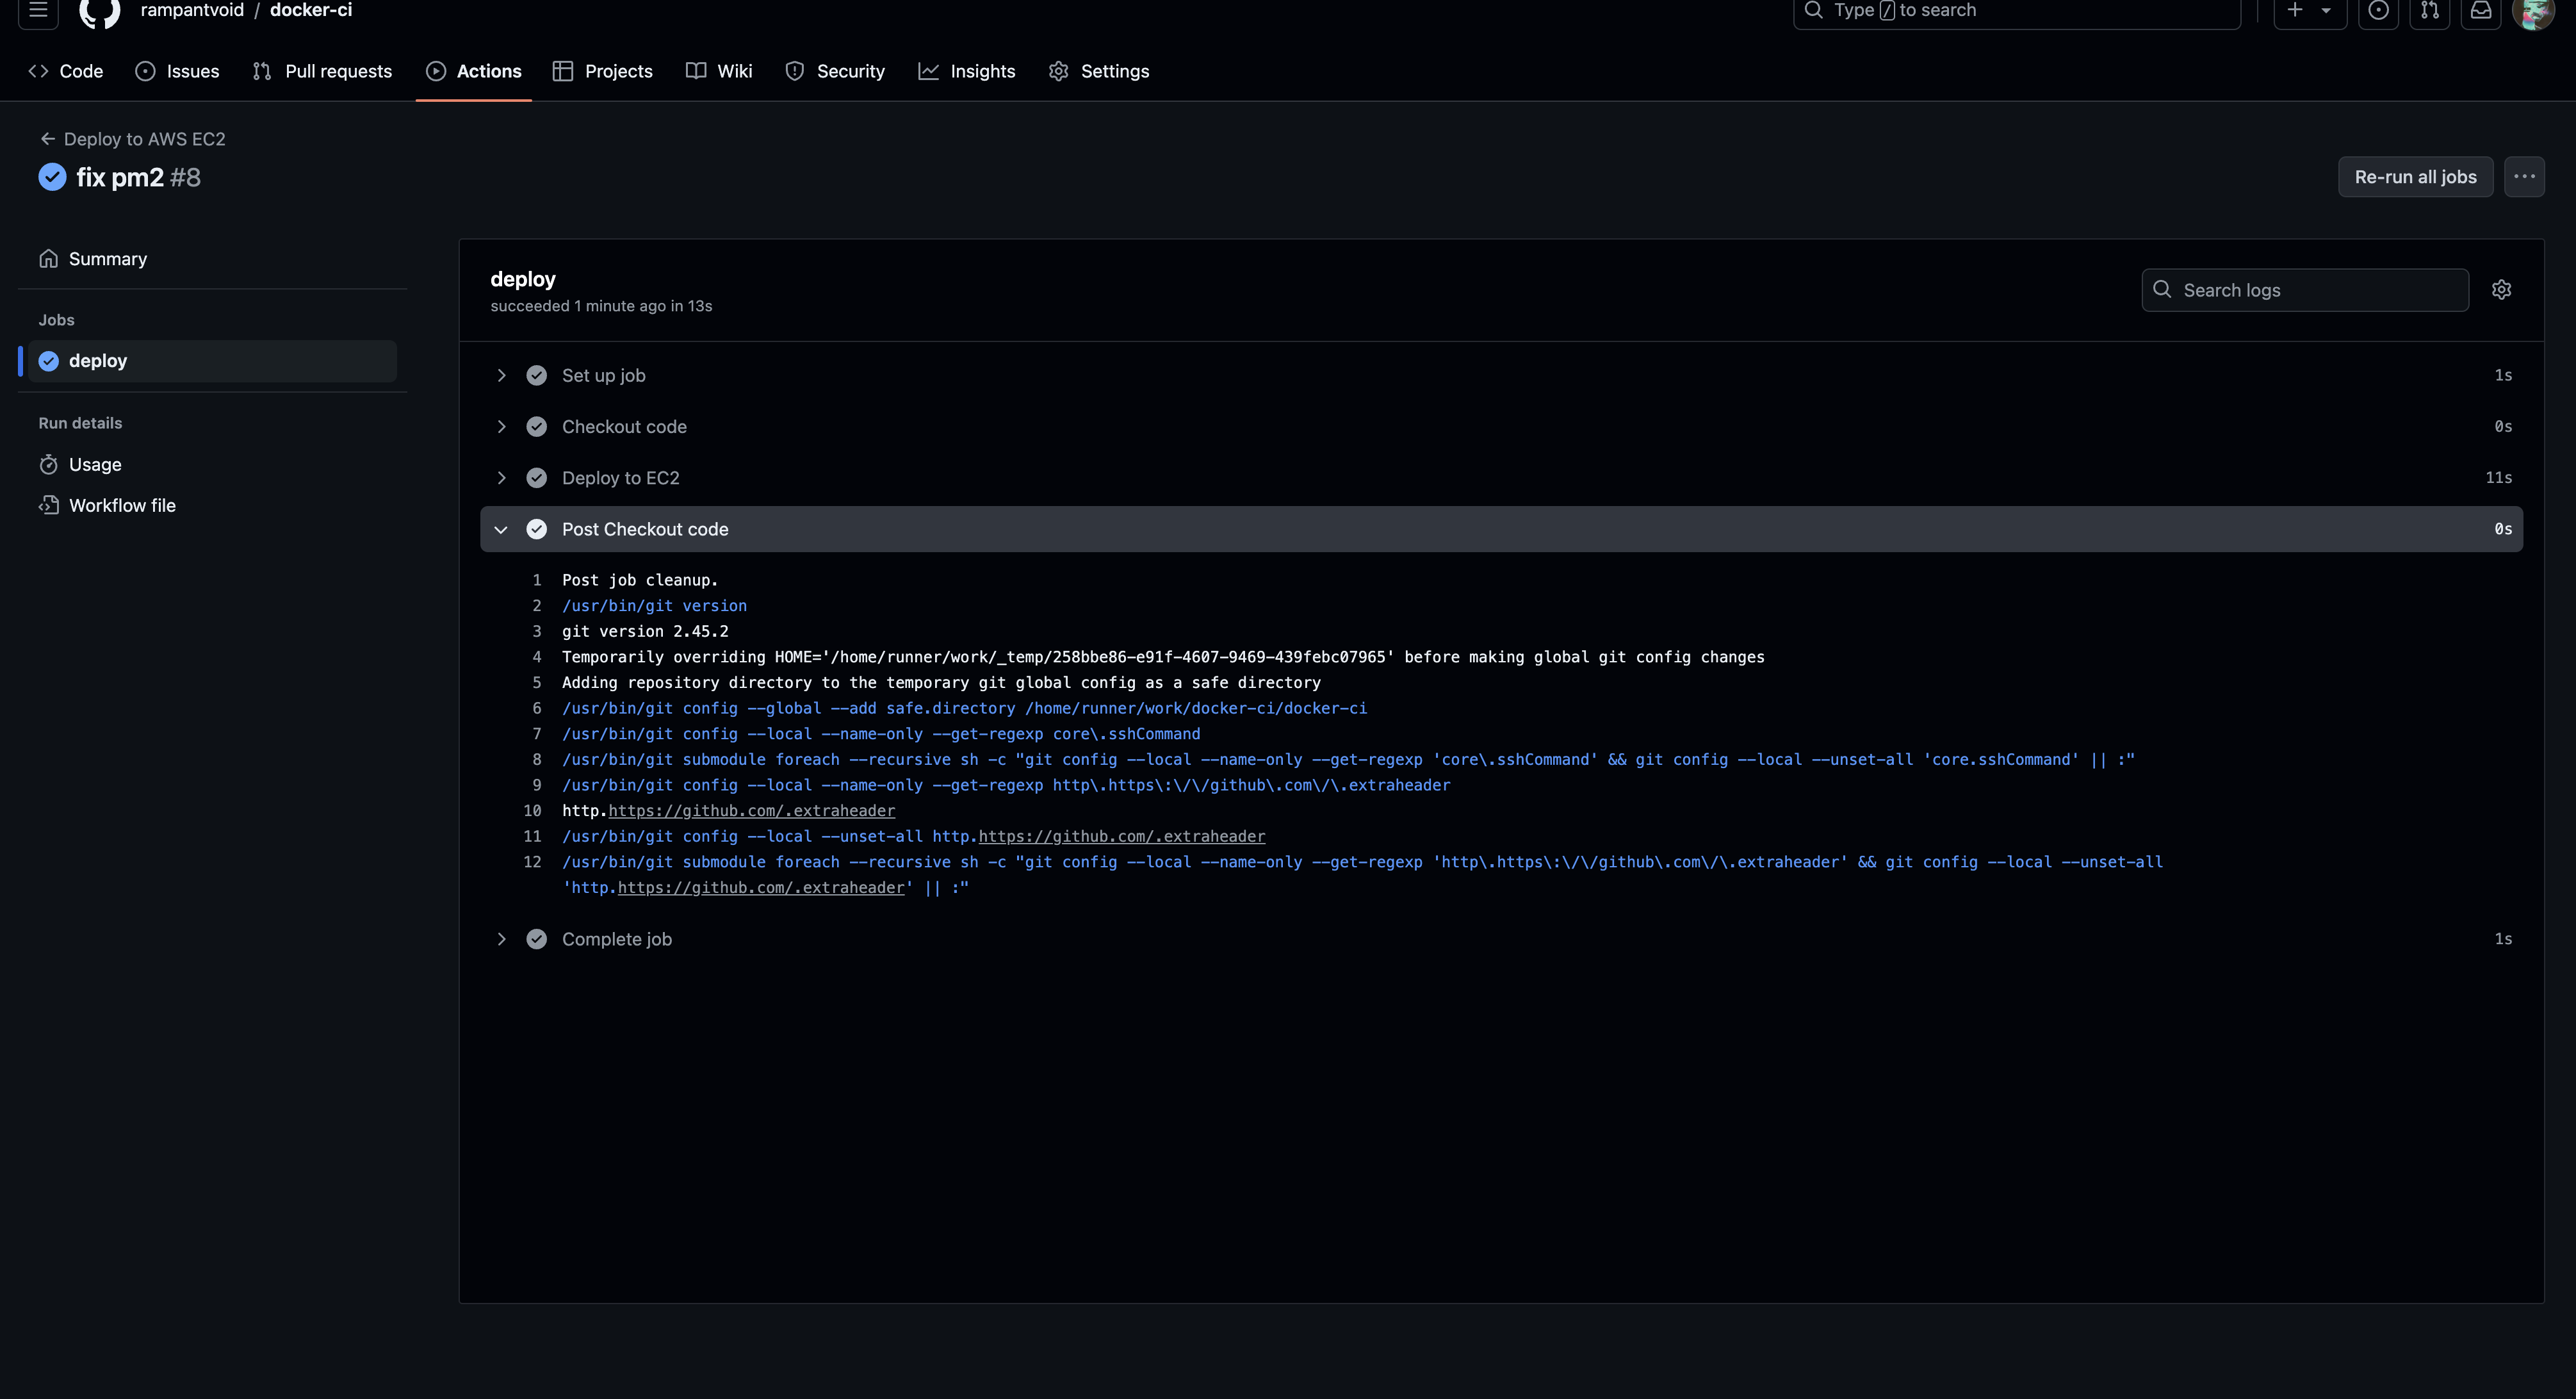 rampantvoid / docker-ci
Type / to search
Code Issues Pull requests Actions Projects Wiki Security Insights Settings
Deploy to AWS EC2
fix pm2 #8
Re-run all jobs
Summary
Jobs
deploy
Run details
Usage
Workflow file
deploy
succeeded 1 minute ago in 13s
Search logs
Set up job 1s
Checkout code 0s
Deploy to EC2 11s
Post Checkout code 0s
1 Post job cleanup.
2 /usr/bin/git version
3 git version 2.45.2
4 Temporarily overriding HOME='/home/runner/work/_temp/258bbe86-e91f-4607-9469-439febc07965' before making global git config changes
5 Adding repository directory to the temporary git global config as a safe directory
6 /usr/bin/git config --global --add safe.directory /home/runner/work/docker-ci/docker-ci
7 /usr/bin/git config --local --name-only --get-regexp core\.sshCommand
8 /usr/bin/git submodule foreach --recursive sh -c "git config --local --name-only --get-regexp 'core\.sshCommand' && git config --local --unset-all 'core.sshCommand' || :"
9 /usr/bin/git config --local --name-only --get-regexp http\.https\:\/\/github\.com\/\.extraheader
10 http.https://github.com/.extraheader
11 /usr/bin/git config --local --unset-all http.https://github.com/.extraheader
12 /usr/bin/git submodule foreach --recursive sh -c "git config --local --name-only --get-regexp 'http\.https\:\/\/github\.com\/\.extraheader' && git config --local --unset-all
'http.https://github.com/.extraheader' || :"
Complete job 1s